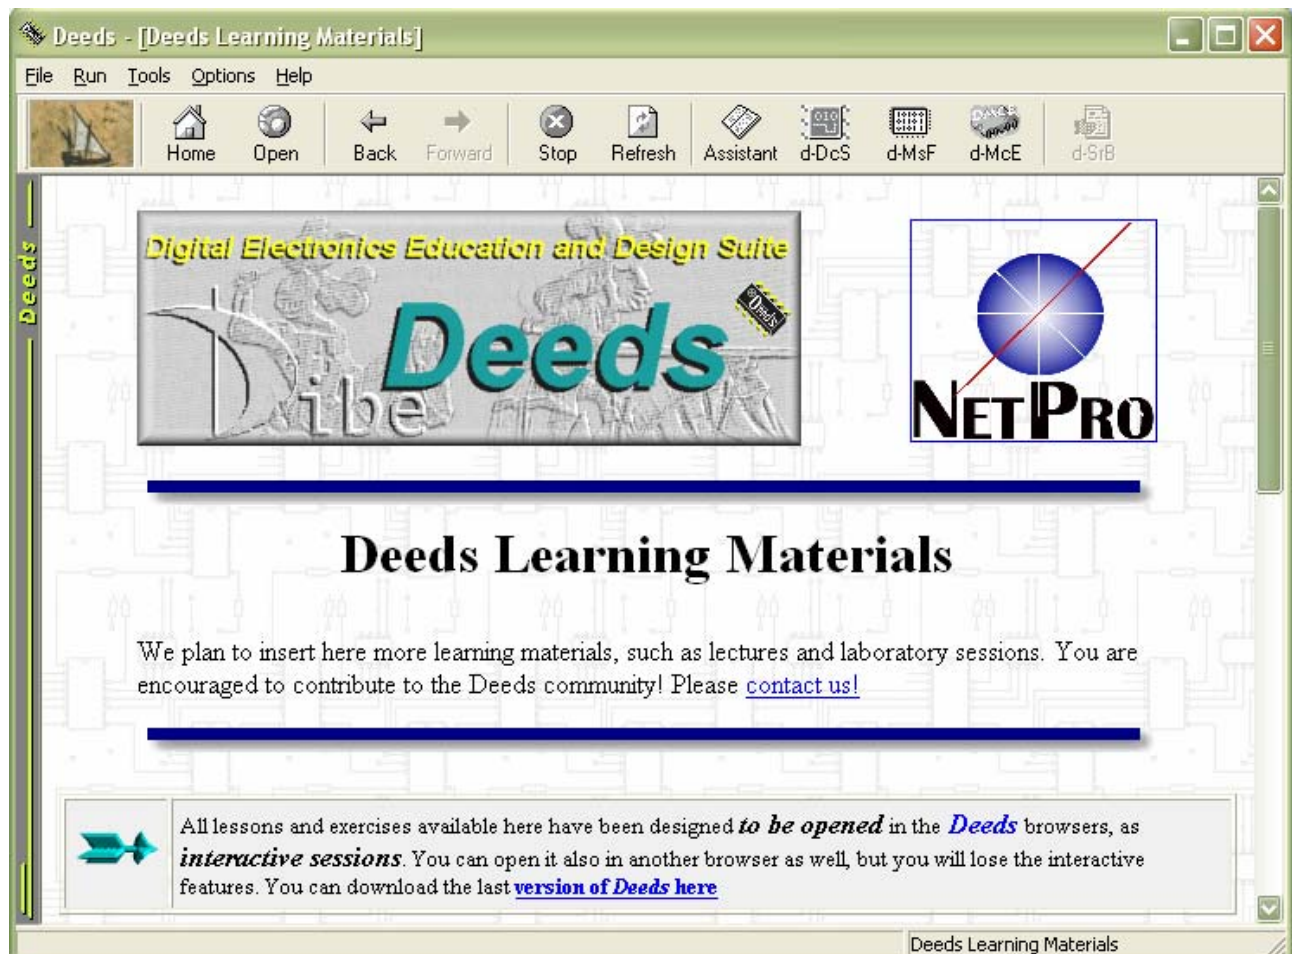 Deeds - [Deeds Learning Materials]
File Run Tools Options Help
Home Open Back Forward Stop Refresh Assistant d-DcS d-MsF d-McE d-SrB
Deeds
Digital Electronics Education and Design Suite
Deeds
Deeds
Dibe
NETPRO
Deeds Learning Materials
We plan to insert here more learning materials, such as lectures and laboratory sessions. You are
encouraged to contribute to the Deeds community! Please contact us!
All lessons and exercises available here have been designed to be opened in the Deeds browsers, as
interactive sessions. You can open it also in another browser as well, but you will lose the interactive
features. You can download the last version of Deeds here
Deeds Learning Materials